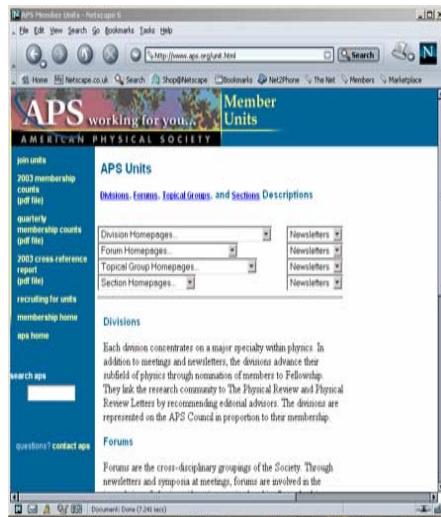 APS Member Units - Netscape 6
File Edit View Search Go Bookmarks Tasks Help
http://www.aps.org/unit.html
Search
N
Home Netscape.co.uk Search Shop@Netscape Bookmarks Net2Phone The Net Members Marketplace
APS working for you...
AMERICAN PHYSICAL SOCIETY
Member
Units
join units
2003 membership
counts
(pdf file)
quarterly
membership counts
(pdf file)
2003 cross-reference
report
(pdf file)
recruiting for units
membership home
aps home
search aps
questions? contact aps
APS Units
Divisions, Forums, Topical Groups, and Sections Descriptions
Division Homepages... Newsletters
Forum Homepages... Newsletters
Topical Group Homepages... Newsletters
Section Homepages... Newsletters
Divisions
Each division concentrates on a major specialty within physics. In
addition to meetings and newsletters, the divisions advance their
subfield of physics through nomination of members to Fellowship.
They link the research community to The Physical Review and Physical
Review Letters by recommending editorial advisors. The divisions are
represented on the APS Council in proportion to their membership.
Forums
Forums are the cross-disciplinary groupings of the Society. Through
newsletters and symposia at meetings, forums are involved in the
Document: Done (7.241 secs)